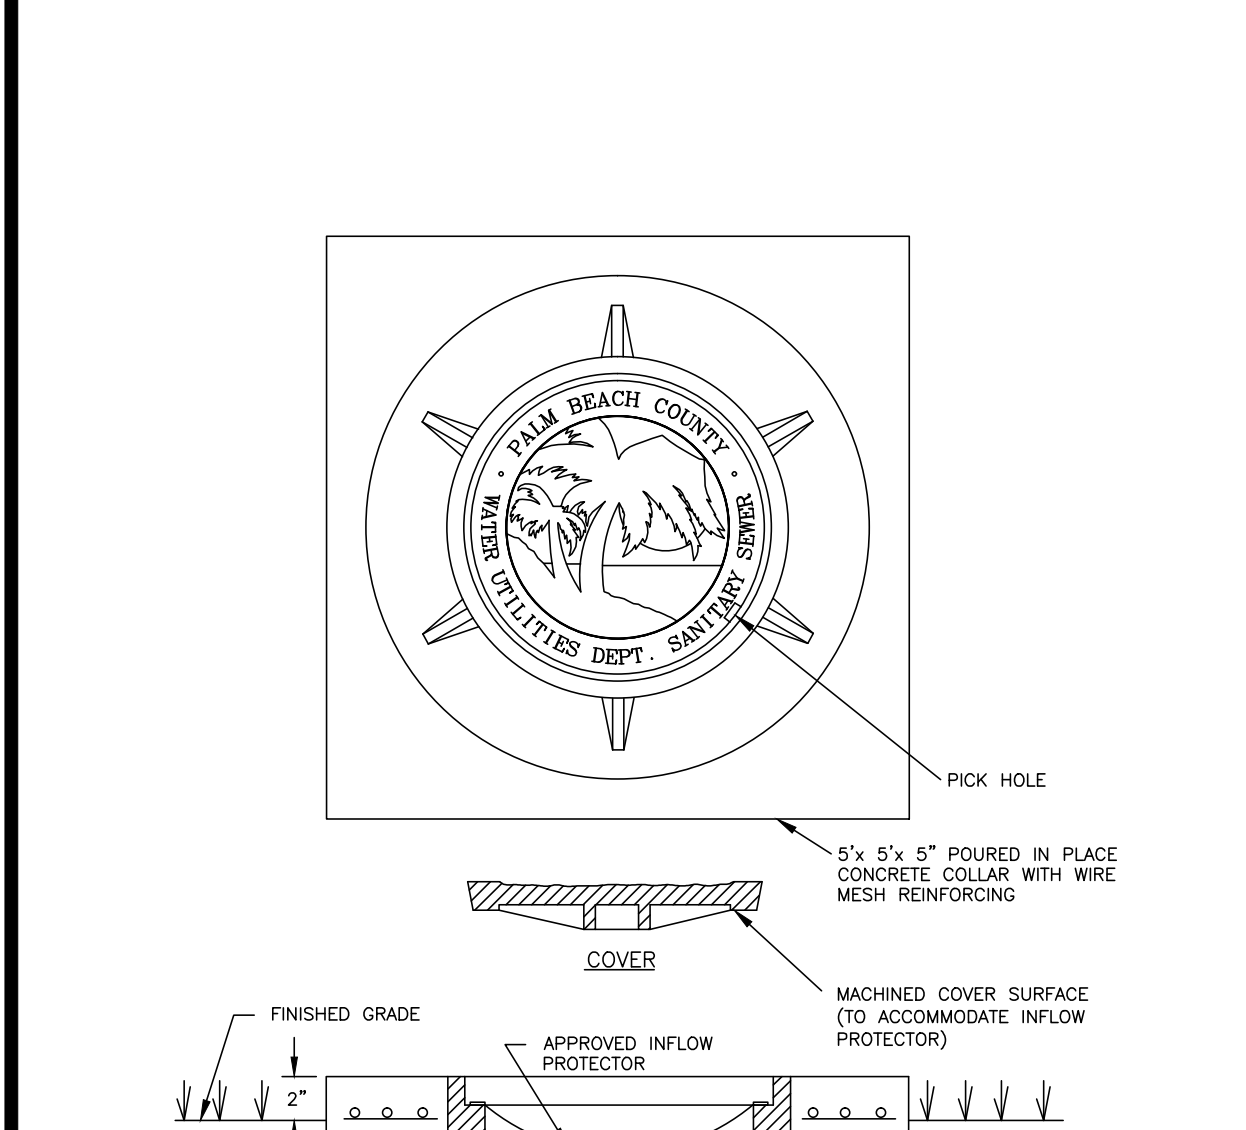 PALM BEACH COUNTY
WATER UTILITIES DEPT. SANITARY SEWER
PICK HOLE
5'x 5'x 5" POURED IN PLACE
CONCRETE COLLAR WITH WIRE
MESH REINFORCING
COVER
MACHINED COVER SURFACE
(TO ACCOMMODATE INFLOW
PROTECTOR)
FINISHED GRADE
APPROVED INFLOW
PROTECTOR
2"